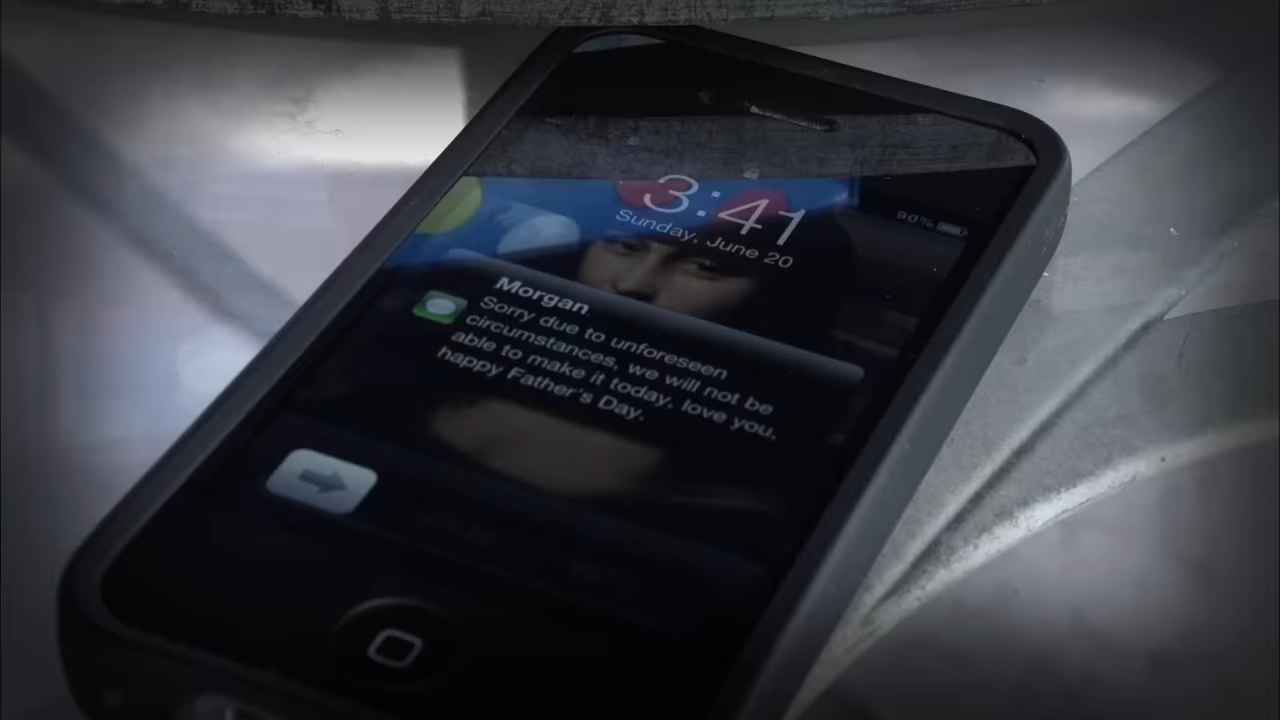 3:41
Sunday, June 20
90%
Morgan
Sorry due to unforeseen
circumstances, we will not be
able to make it today, love you,
happy Father's Day.